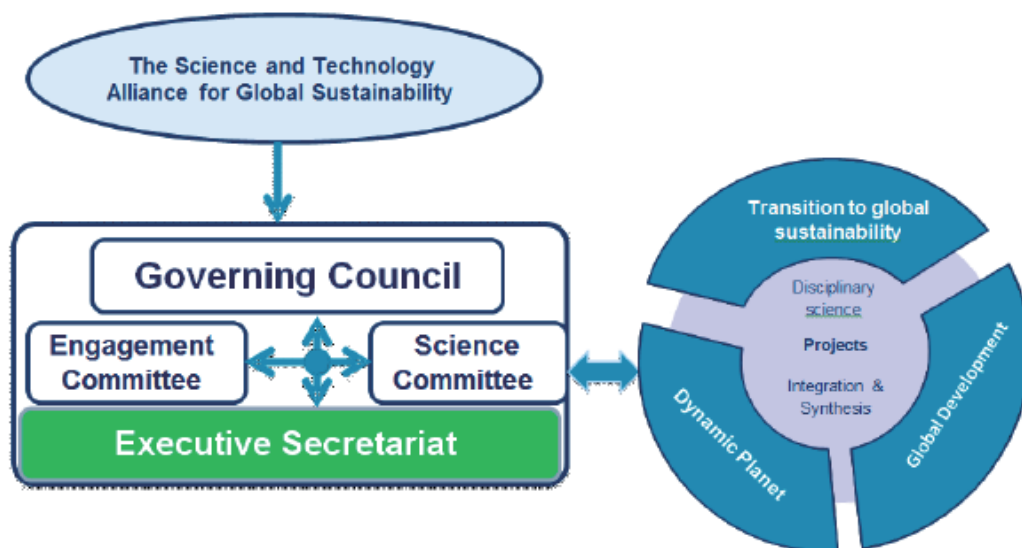 The Science and Technology
Alliance for Global Sustainability
Governing Council
Engagement
Committee
Science
Committee
Executive Secretariat
Transition to global
sustainability
Disciplinary
science
Projects
Integration &
Synthesis
Dynamic Planet
Global Development